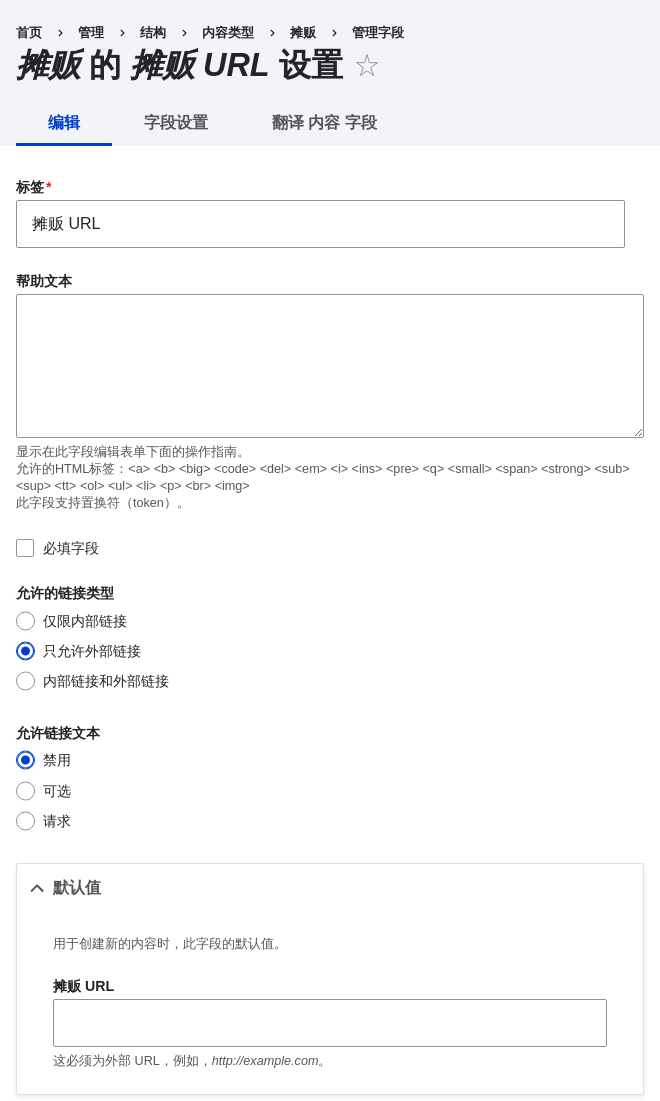 首页 › 管理 › 结构 › 内容类型 › 摊贩 › 管理字段
摊贩 的 摊贩 URL 设置 ☆
编辑 字段设置 翻译 内容 字段
标签*
摊贩 URL
帮助文本
显示在此字段编辑表单下面的操作指南。
允许的HTML标签：<a> <b> <big> <code> <del> <em> <i> <ins> <pre> <q> <small> <span> <strong> <sub>
<sup> <tt> <ol> <ul> <li> <p> <br> <img>
此字段支持置换符（token）。
必填字段
允许的链接类型
仅限内部链接
只允许外部链接
内部链接和外部链接
允许链接文本
禁用
可选
请求
默认值
用于创建新的内容时，此字段的默认值。
摊贩 URL
这必须为外部 URL，例如，http://example.com。